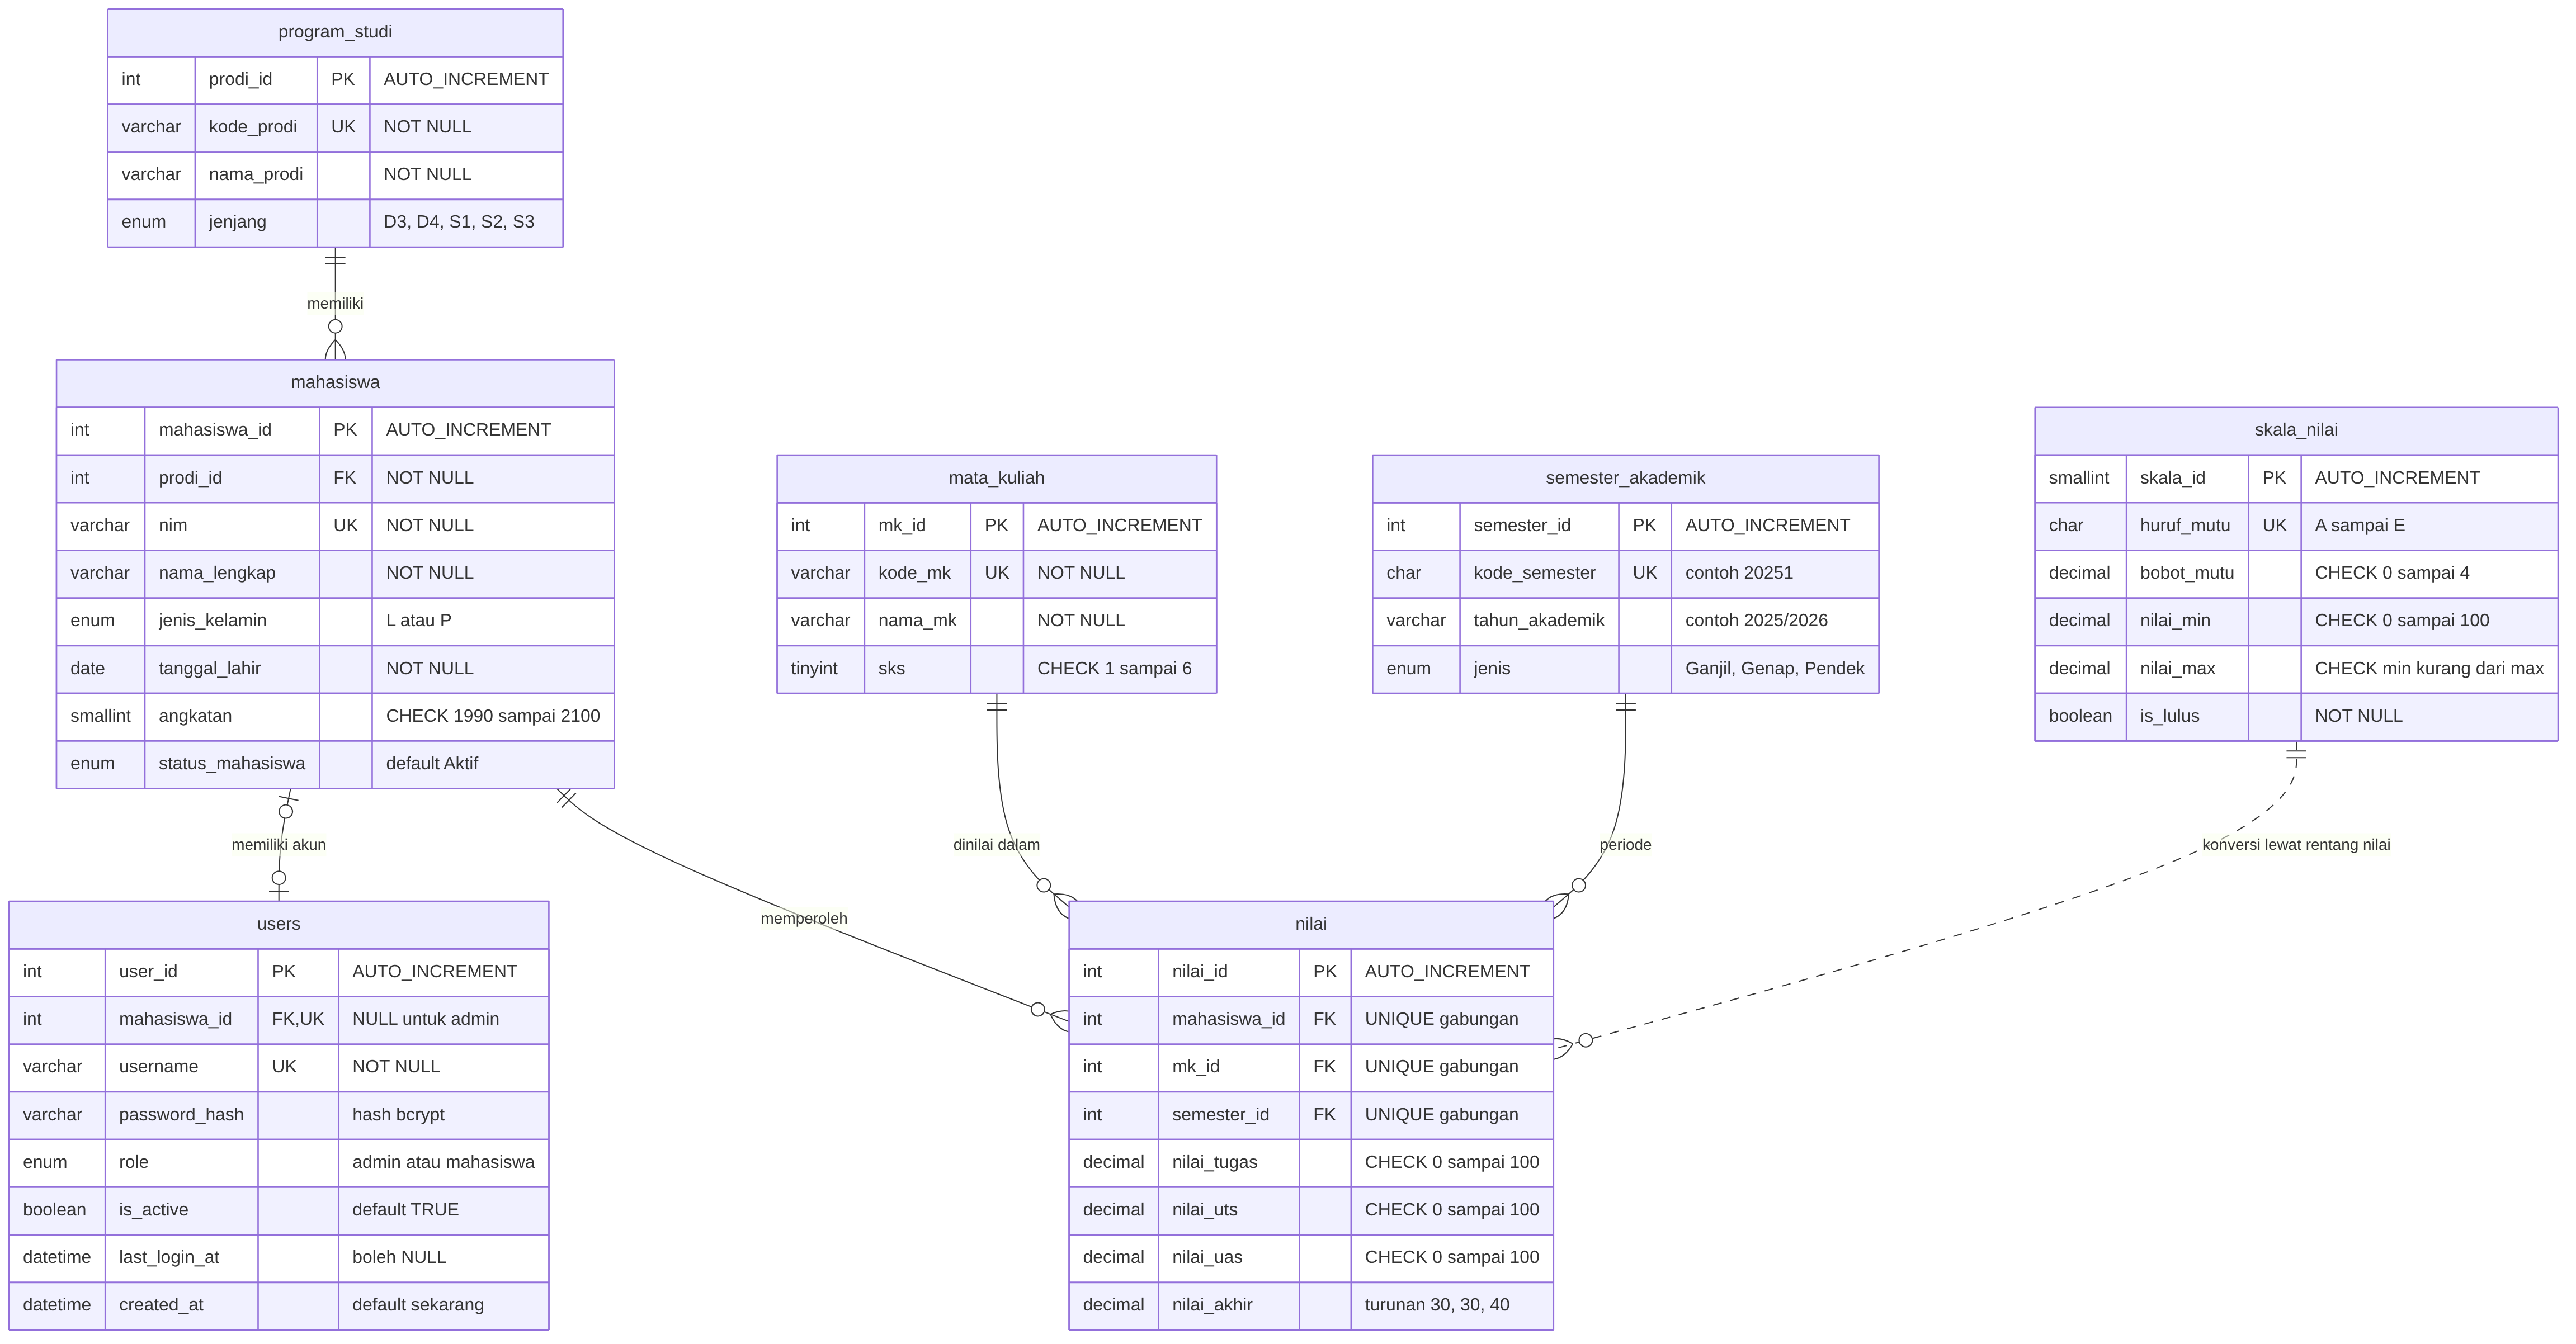 program_studi
int prodi_id PK AUTO_INCREMENT
varchar kode_prodi UK NOT NULL
varchar nama_prodi NOT NULL
enum jenjang D3, D4, S1, S2, S3
memiliki
mahasiswa
int mahasiswa_id PK AUTO_INCREMENT
int prodi_id FK NOT NULL
varchar nim UK NOT NULL
varchar nama_lengkap NOT NULL
enum jenis_kelamin L atau P
date tanggal_lahir NOT NULL
smallint angkatan CHECK 1990 sampai 2100
enum status_mahasiswa default Aktif
mata_kuliah
int mk_id PK AUTO_INCREMENT
varchar kode_mk UK NOT NULL
varchar nama_mk NOT NULL
tinyint sks CHECK 1 sampai 6
semester_akademik
int semester_id PK AUTO_INCREMENT
char kode_semester UK contoh 20251
varchar tahun_akademik contoh 2025/2026
enum jenis Ganjil, Genap, Pendek
skala_nilai
smallint skala_id PK AUTO_INCREMENT
char huruf_mutu UK A sampai E
decimal bobot_mutu CHECK 0 sampai 4
decimal nilai_min CHECK 0 sampai 100
decimal nilai_max CHECK min kurang dari max
boolean is_lulus NOT NULL
memiliki akun
memperoleh
dinilai dalam
periode
konversi lewat rentang nilai
users
int user_id PK AUTO_INCREMENT
int mahasiswa_id FK,UK NULL untuk admin
varchar username UK NOT NULL
varchar password_hash hash bcrypt
enum role admin atau mahasiswa
boolean is_active default TRUE
datetime last_login_at boleh NULL
datetime created_at default sekarang
nilai
int nilai_id PK AUTO_INCREMENT
int mahasiswa_id FK UNIQUE gabungan
int mk_id FK UNIQUE gabungan
int semester_id FK UNIQUE gabungan
decimal nilai_tugas CHECK 0 sampai 100
decimal nilai_uts CHECK 0 sampai 100
decimal nilai_uas CHECK 0 sampai 100
decimal nilai_akhir turunan 30, 30, 40